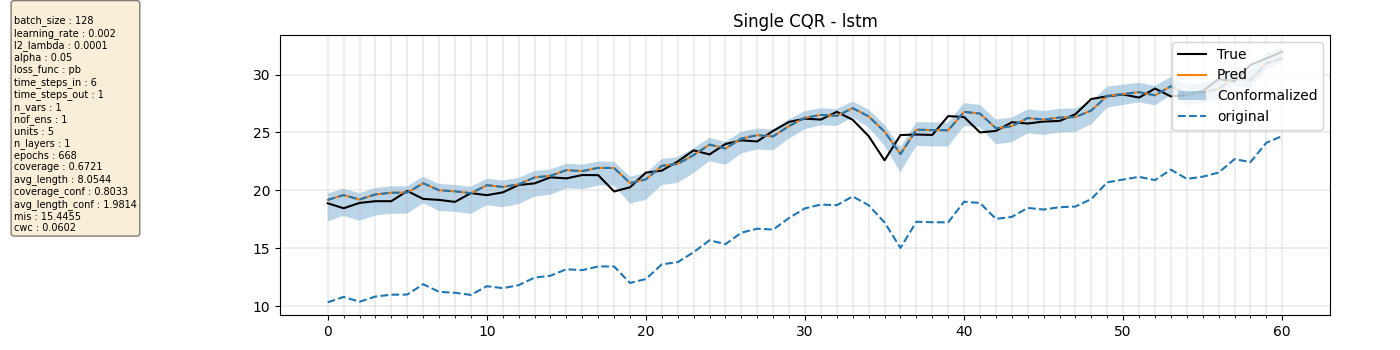 batch_size : 128
learning_rate : 0.002
l2_lambda : 0.0001
alpha : 0.05
loss_func : pb
time_steps_in : 6
time_steps_out : 1
n_vars : 1
nof_ens : 1
units : 5
n_layers : 1
epochs : 668
coverage : 0.6721
avg_length : 8.0544
coverage_conf : 0.8033
avg_length_conf : 1.9814
mis : 15.4455
cwc : 0.0602
Single CQR - lstm
True
Pred
Conformalized
original
30
25
20
15
10
0 10 20 30 40 50 60